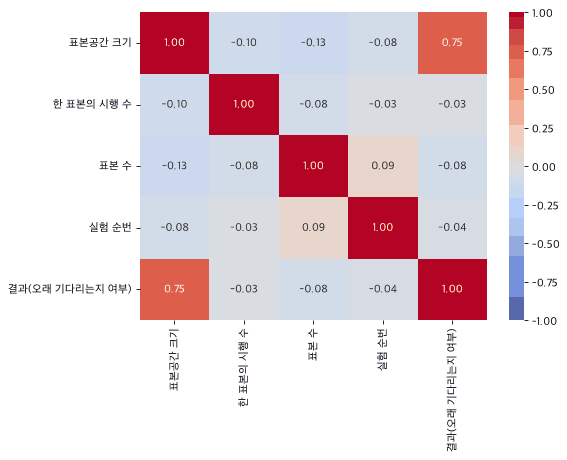 표본공간 크기 1.00 -0.10 -0.13 -0.08 0.75
한 표본의 시행 수 -0.10 1.00 -0.08 -0.03 -0.03
표본 수 -0.13 -0.08 1.00 0.09 -0.08
실험 순번 -0.08 -0.03 0.09 1.00 -0.04
결과(오래 기다리는지 여부) 0.75 -0.03 -0.08 -0.04 1.00
표본공간 크기
한 표본의 시행 수
표본 수
실험 순번
결과(오래 기다리는지 여부)
1.00
0.75
0.50
0.25
0.00
-0.25
-0.50
-0.75
-1.00